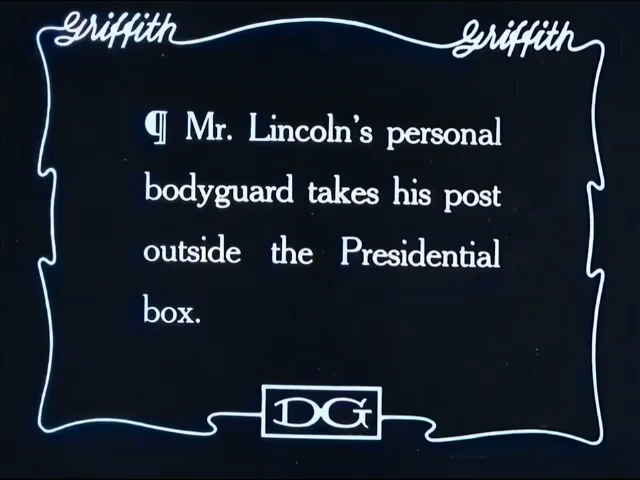 Griffith Griffith
¶ Mr. Lincoln's personal
bodyguard takes his post
outside the Presidential
box.
DG